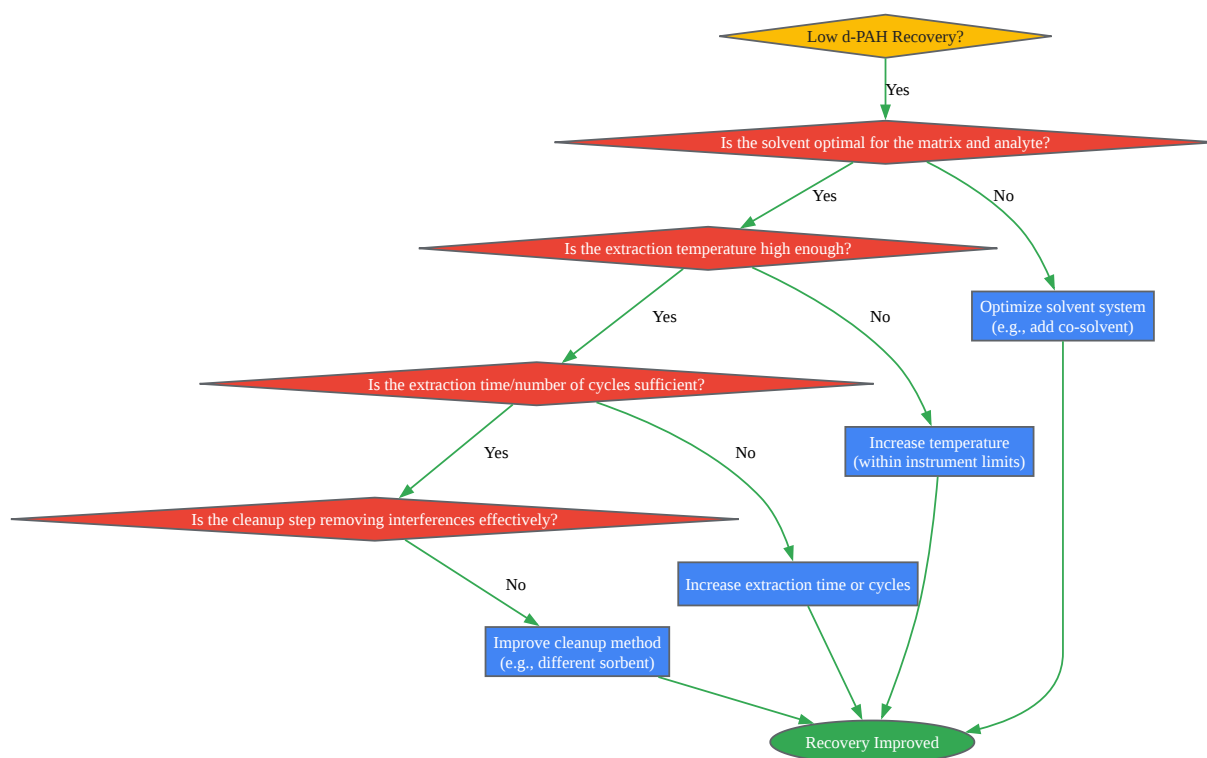 Low d-PAH Recovery?
Yes
Is the solvent optimal for the matrix and analyte?
Yes
No
Is the extraction temperature high enough?
Optimize solvent system
(e.g., add co-solvent)
Yes
No
Is the extraction time/number of cycles sufficient?
Increase temperature
(within instrument limits)
Yes
No
Is the cleanup step removing interferences effectively?
No
Increase extraction time or cycles
Improve cleanup method
(e.g., different sorbent)
Recovery Improved